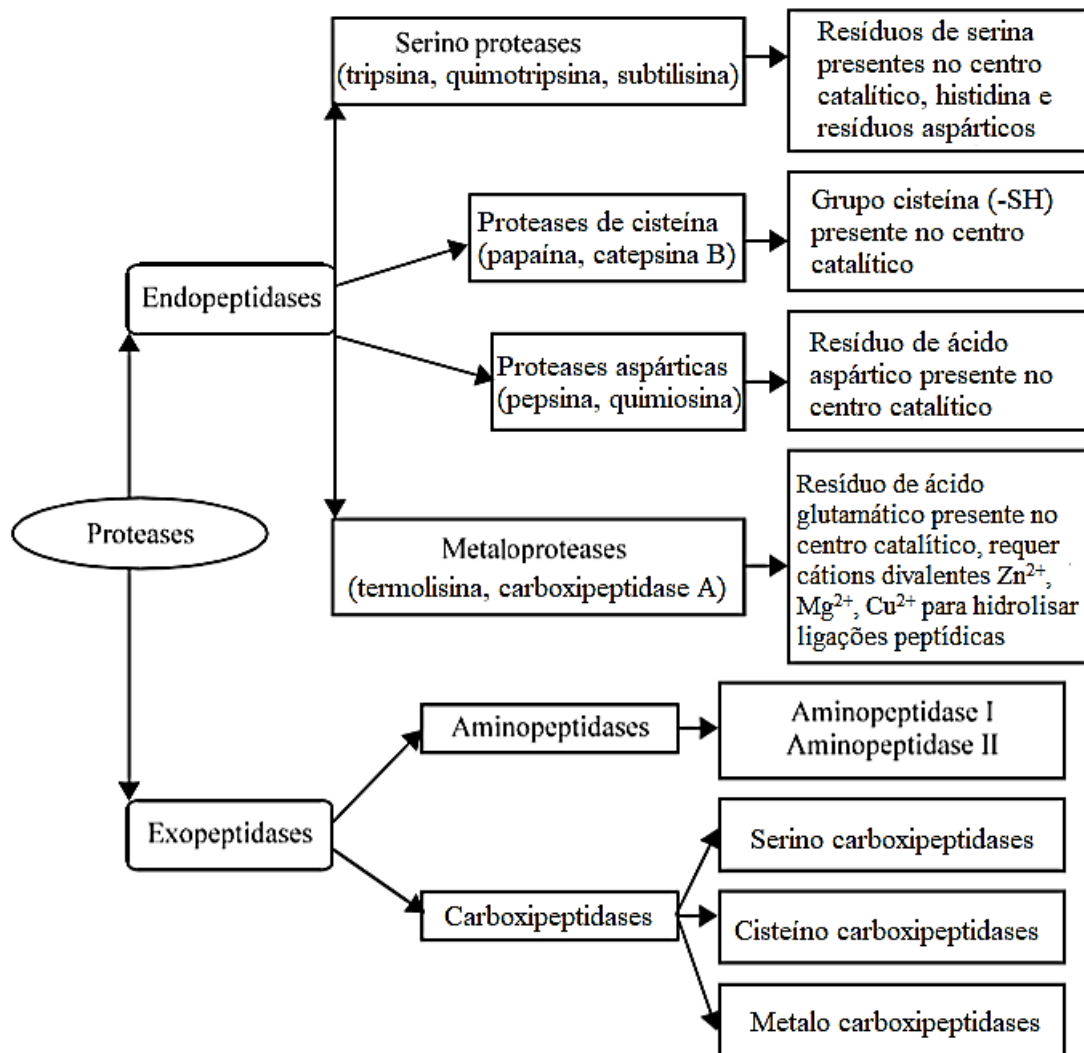 Serino proteases
(tripsina, quimotripsina, subtilisina)
Resíduos de serina
presentes no centro
catalítico, histidina e
resíduos aspárticos
Proteases de cisteína
(papaína, catepsina B)
Grupo cisteína (-SH)
presente no centro
catalítico
Endopeptidases
Proteases aspárticas
(pepsina, quimiosina)
Resíduo de ácido
aspártico presente no
centro catalítico
Proteases
Metaloproteases
(termolisina, carboxipeptidase A)
Resíduo de ácido
glutamático presente no
centro catalítico, requer
cátions divalentes Zn²⁺,
Mg²⁺, Cu²⁺ para hidrolisar
ligações peptídicas
Aminopeptidases
Aminopeptidase I
Aminopeptidase II
Exopeptidases
Serino carboxipeptidases
Carboxipeptidases
Cisteíno carboxipeptidases
Metalo carboxipeptidases